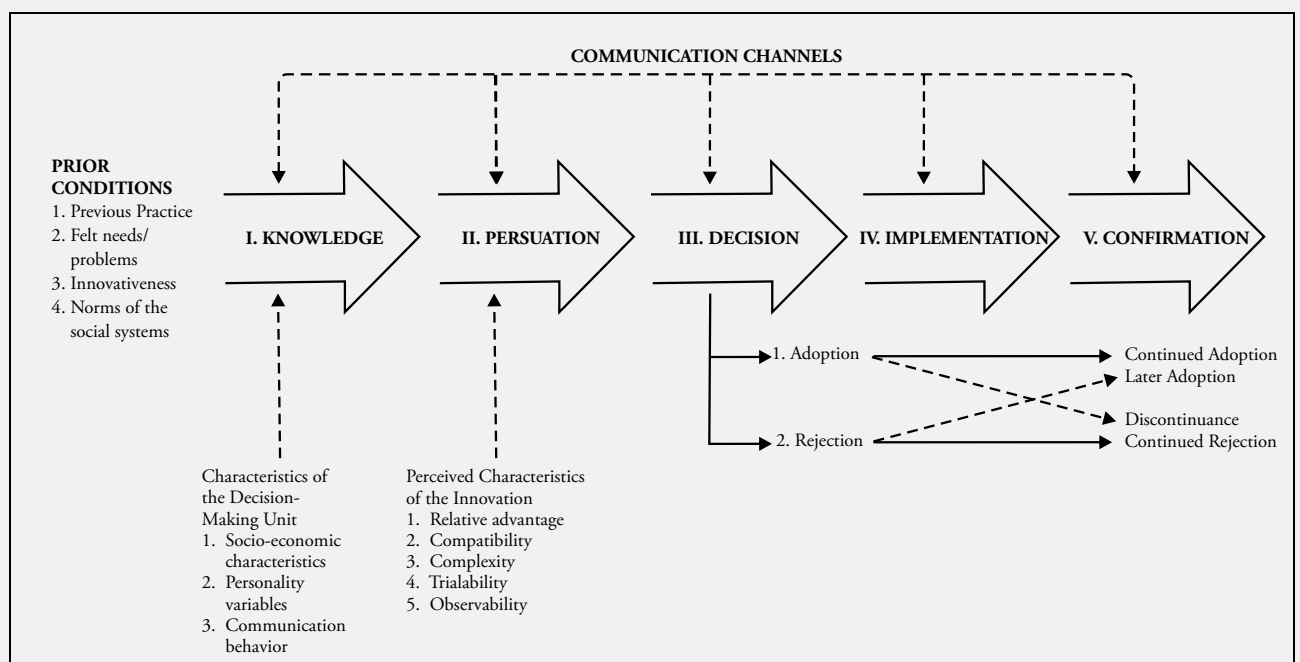 COMMUNICATION CHANNELS
PRIOR
CONDITIONS
1. Previous Practice
2. Felt needs/
problems
3. Innovativeness
4. Norms of the
social systems
I. KNOWLEDGE
II. PERSUATION
III. DECISION
IV. IMPLEMENTATION
V. CONFIRMATION
1. Adoption
2. Rejection
Continued Adoption
Later Adoption
Discontinuance
Continued Rejection
Characteristics of
the Decision-
Making Unit
1. Socio-economic
characteristics
2. Personality
variables
3. Communication
behavior
Perceived Characteristics
of the Innovation
1. Relative advantage
2. Compatibility
3. Complexity
4. Trialability
5. Observability